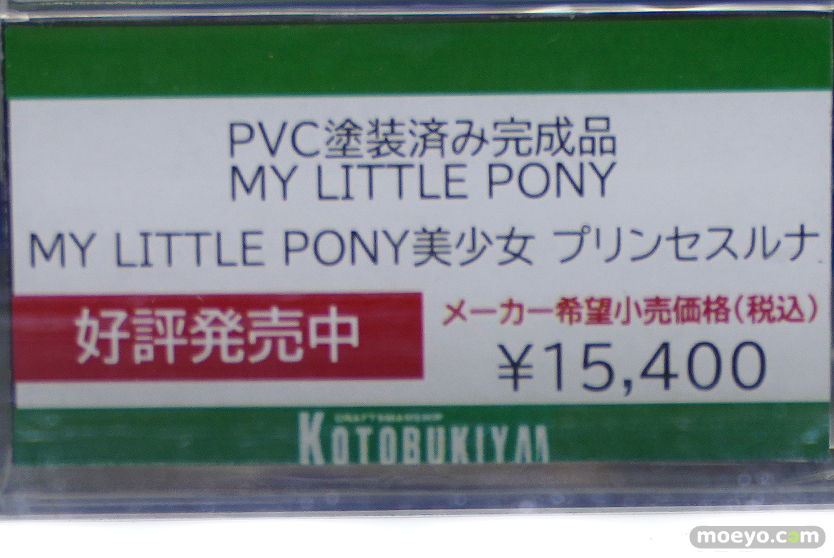 PVC塗装済み完成品
MY LITTLE PONY
MY LITTLE PONY美少女 プリンセスルナ
好評発売中
メーカー希望小売価格(税込)
¥15,400
CRAFTSMANSHIP
KOTOBUKIYA
moeyo.com